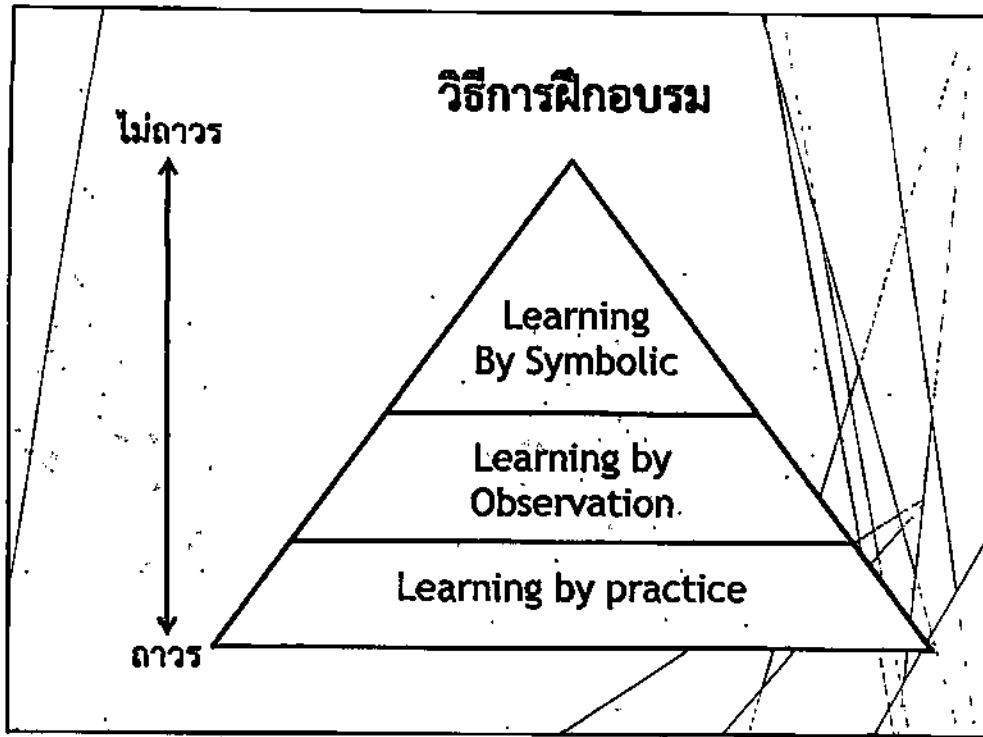 วิธีการฝึกอบรม
ไม่ถาวร
Learning
By Symbolic
Learning by
Observation
Learning by practice
ถาวร